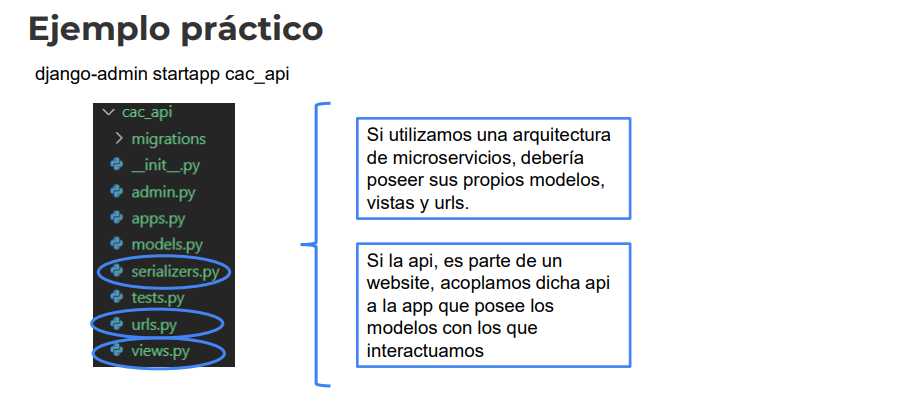 Ejemplo práctico
django-admin startapp cac_api
cac_api
migrations
__init__.py
admin.py
apps.py
models.py
serializers.py
tests.py
urls.py
views.py
Si utilizamos una arquitectura
de microservicios, debería
poseer sus propios modelos,
vistas y urls.
Si la api, es parte de un
website, acoplamos dicha api
a la app que posee los
modelos con los que
interactuamos